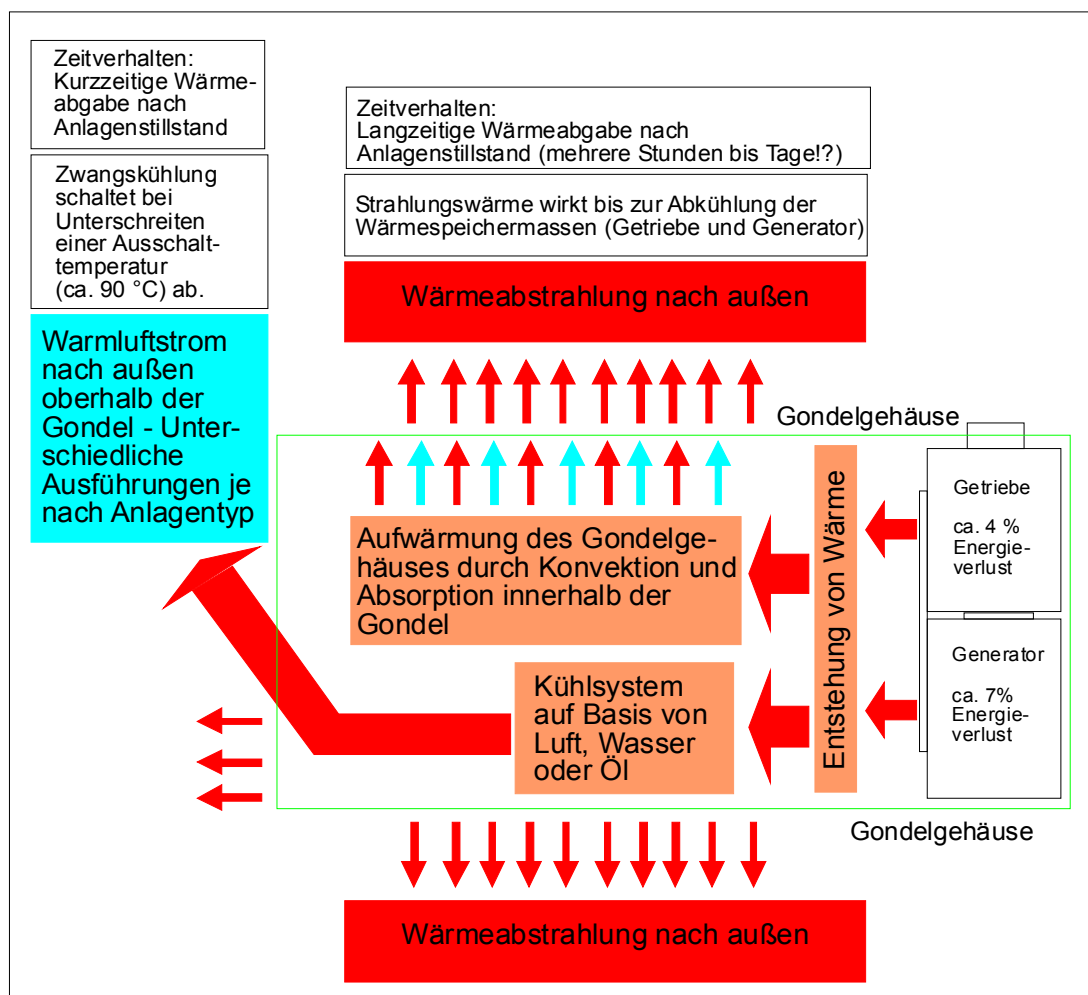 Zeitverhalten:
Kurzzeitige Wärme-
abgabe nach
Anlagenstillstand
Zwangskühlung
schaltet bei
Unterschreiten
einer Ausschalt-
temperatur
(ca. 90 °C) ab.
Warmluftstrom
nach außen
oberhalb der
Gondel - Unter-
schiedliche
Ausführungen je
nach Anlagentyp
Zeitverhalten:
Langzeitige Wärmeabgabe nach
Anlagenstillstand (mehrere Stunden bis Tage!?)
Strahlungswärme wirkt bis zur Abkühlung der
Wärmespeichermassen (Getriebe und Generator)
Wärmeabstrahlung nach außen
Gondelgehäuse
Aufwärmung des Gondelge-
häuses durch Konvektion und
Absorption innerhalb der
Gondel
Kühlsystem
auf Basis von
Luft, Wasser
oder Öl
Entstehung von Wärme
Getriebe
ca. 4 %
Energie-
verlust
Generator
ca. 7%
Energie-
verlust
Gondelgehäuse
Wärmeabstrahlung nach außen